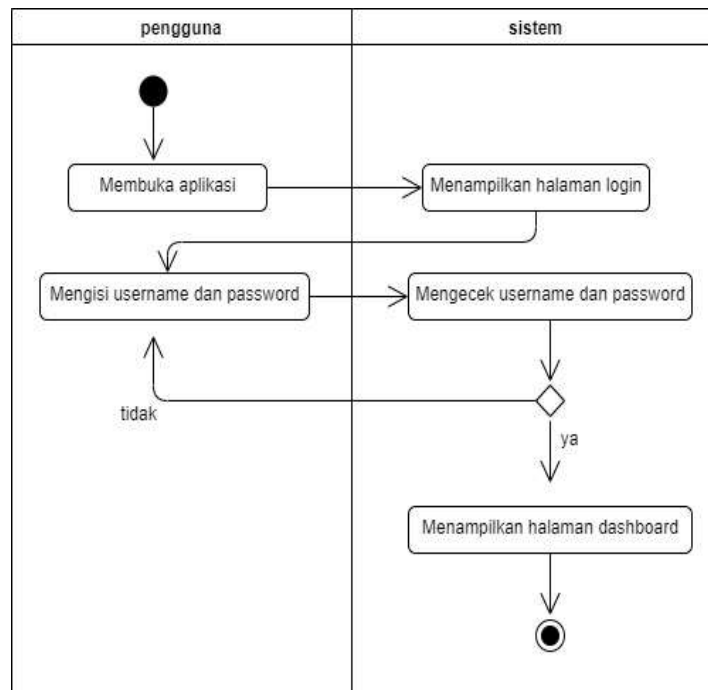 pengguna
sistem
Membuka aplikasi
Menampilkan halaman login
Mengisi username dan password
Mengecek username dan password
tidak
ya
Menampilkan halaman dashboard